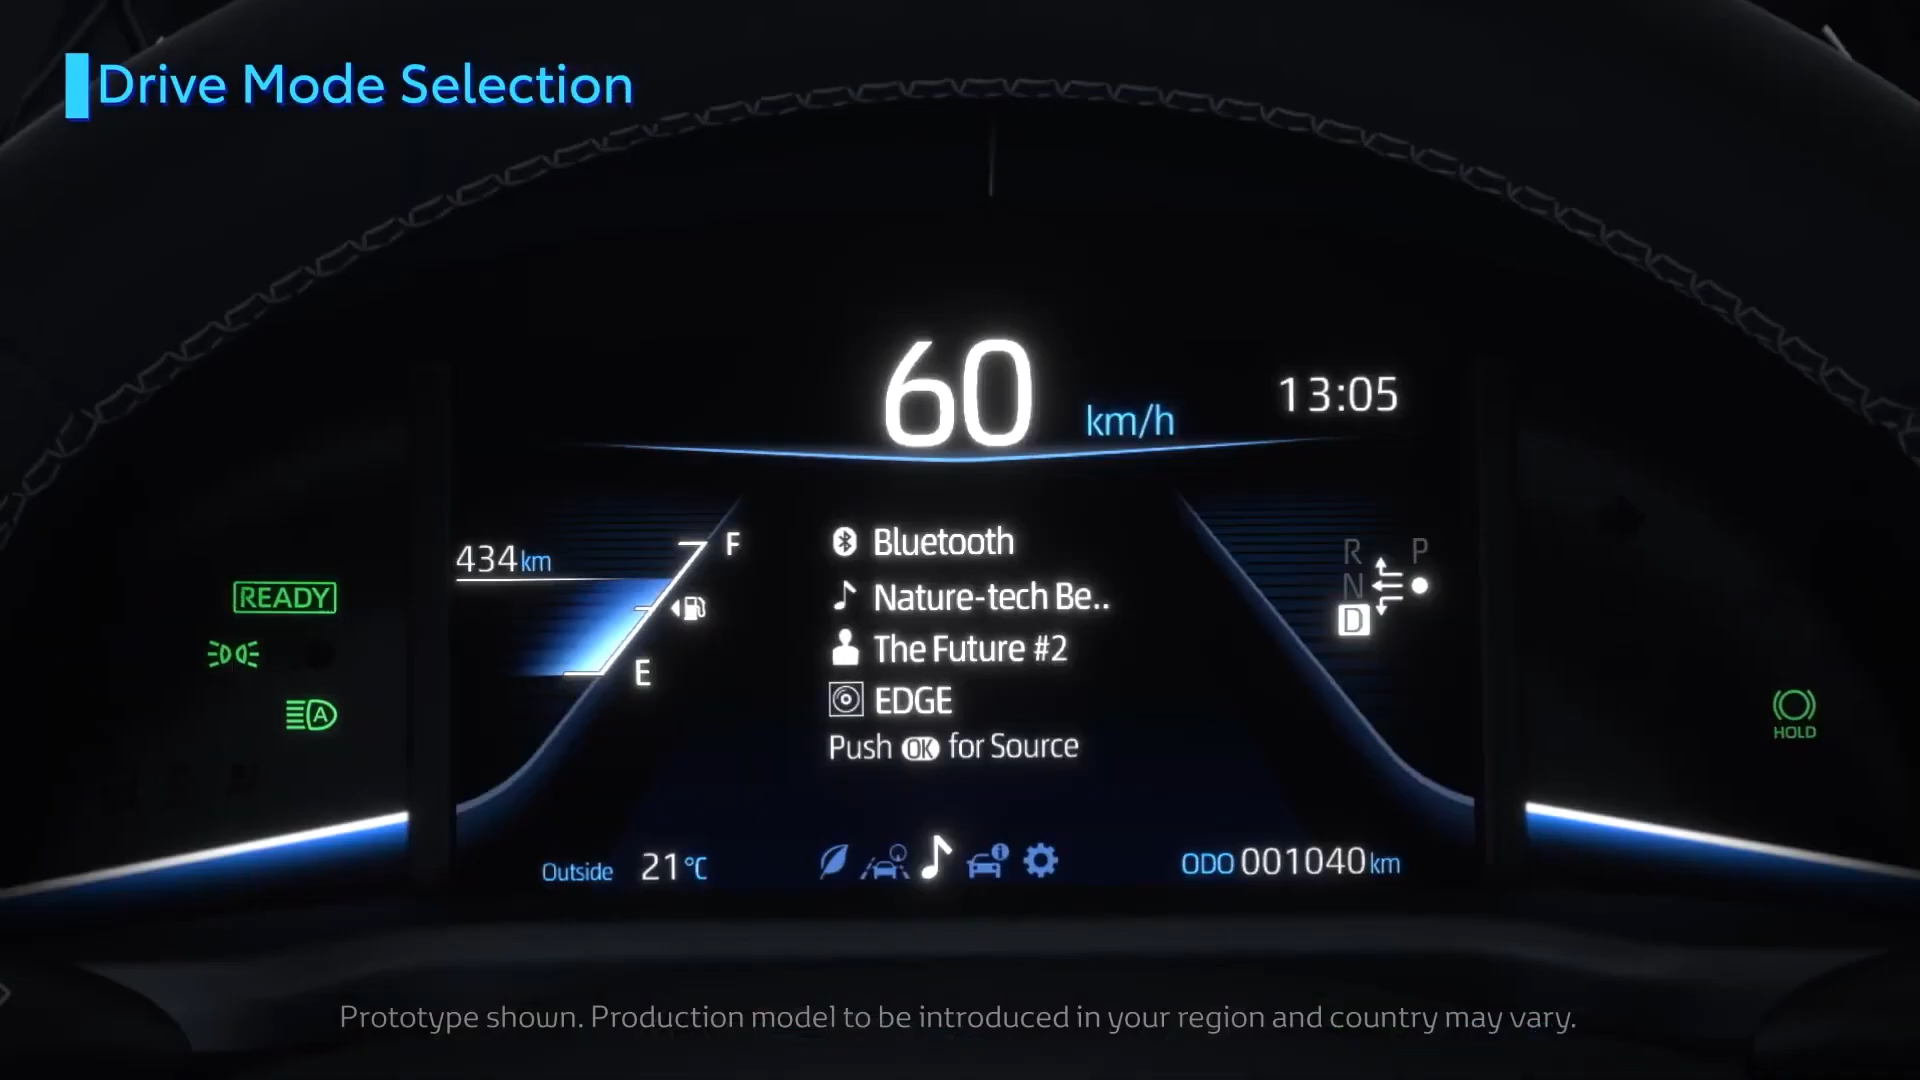 Drive Mode Selection
60 km/h
13:05
434km
F
E
READY
A
Bluetooth
Nature-tech Be..
The Future #2
EDGE
Push OK for Source
R
P
N
D
HOLD
Outside 21°C
ODO 001040 km
Prototype shown. Production model to be introduced in your region and country may vary.